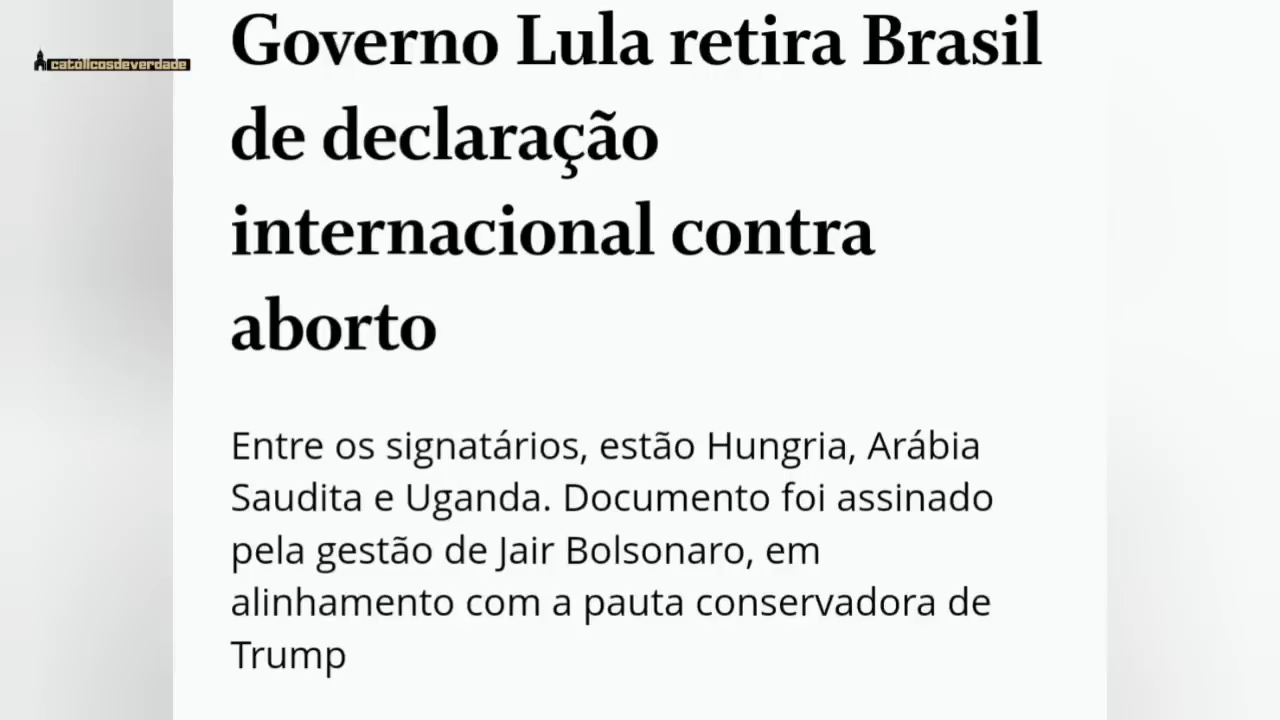 Governo Lula retira Brasil
católicosdeverdade
de declaração
internacional contra
aborto
Entre os signatários, estão Hungria, Arábia
Saudita e Uganda. Documento foi assinado
pela gestão de Jair Bolsonaro, em
alinhamento com a pauta conservadora de
Trump